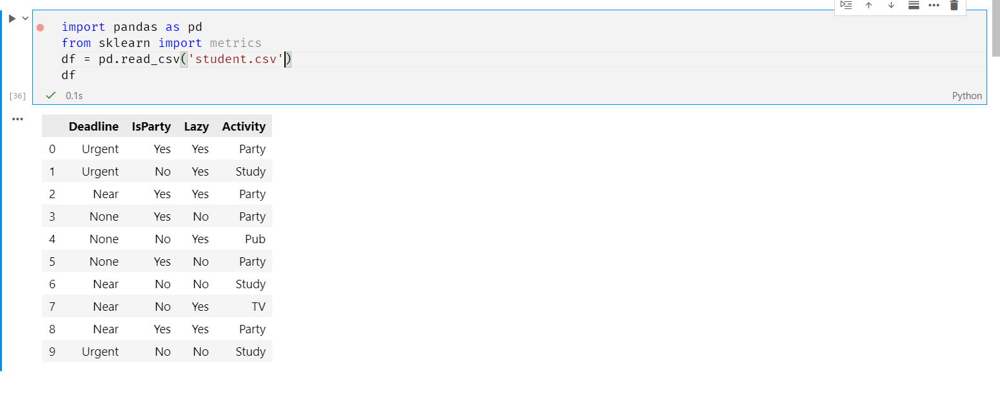 import pandas as pd
from sklearn import metrics
df = pd.read_csv('student.csv')
df
[36] 0.1s Python
Deadline IsParty Lazy Activity
0 Urgent Yes Yes Party
1 Urgent No Yes Study
2 Near Yes Yes Party
3 None Yes No Party
4 None No Yes Pub
5 None Yes No Party
6 Near No No Study
7 Near No Yes TV
8 Near Yes Yes Party
9 Urgent No No Study